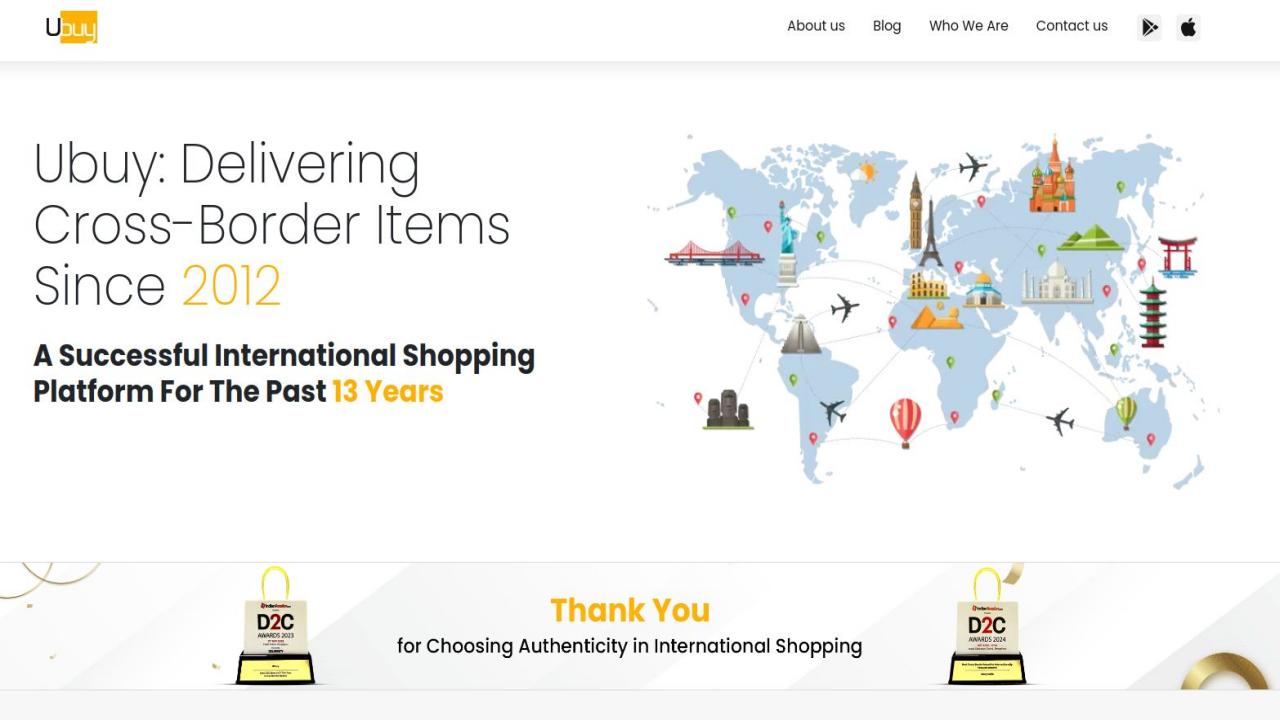 Ubuy
About us
Blog
Who We Are
Contact us
Ubuy: Delivering
Cross-Border Items
Since 2012
A Successful International Shopping
Platform For The Past 13 Years
D2C
AWARDS 2023
Thank You
for Choosing Authenticity in International Shopping
D2C
AWARDS 2024